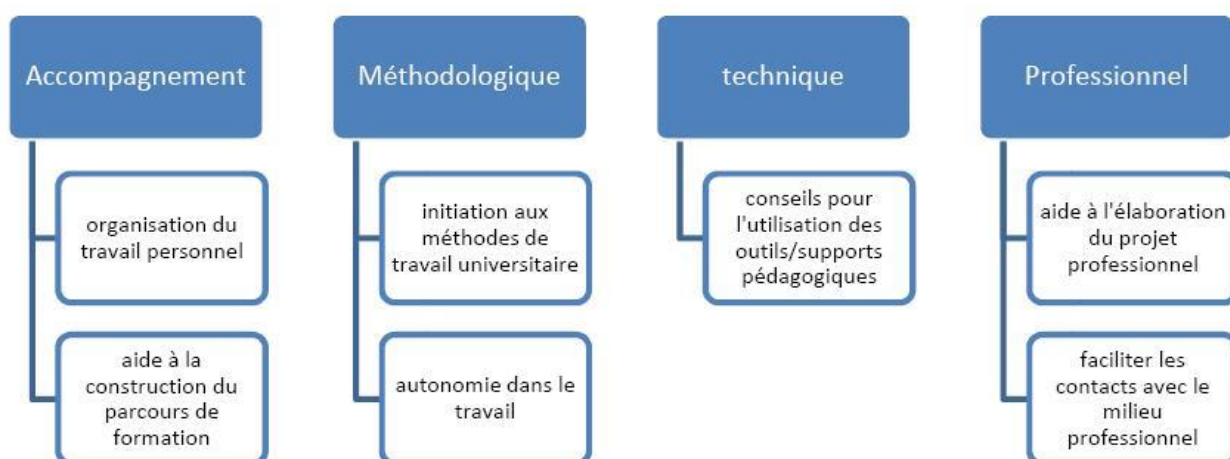 Accompagnement
organisation du
travail personnel
aide à la
construction du
parcours de
formation
Méthodologique
initiation aux
méthodes de
travail universitaire
autonomie dans le
travail
technique
conseils pour
l'utilisation des
outils/supports
pédagogiques
Professionnel
aide à l'élaboration
du projet
professionnel
faciliter les
contacts avec le
milieu
professionnel